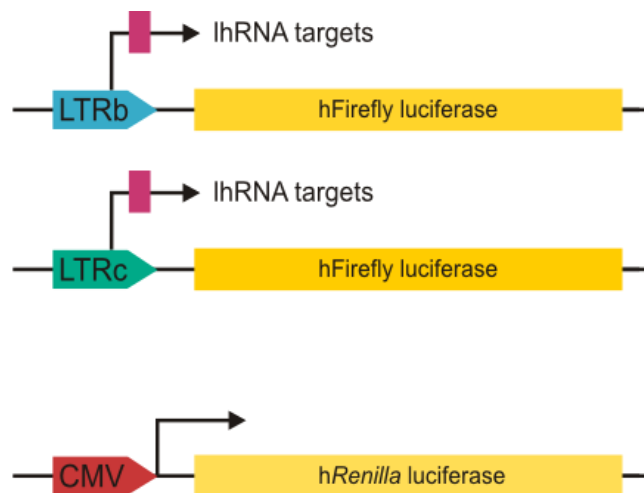 lhRNA targets
LTRb
hFirefly luciferase
lhRNA targets
LTRc
hFirefly luciferase
CMV
hRenilla luciferase